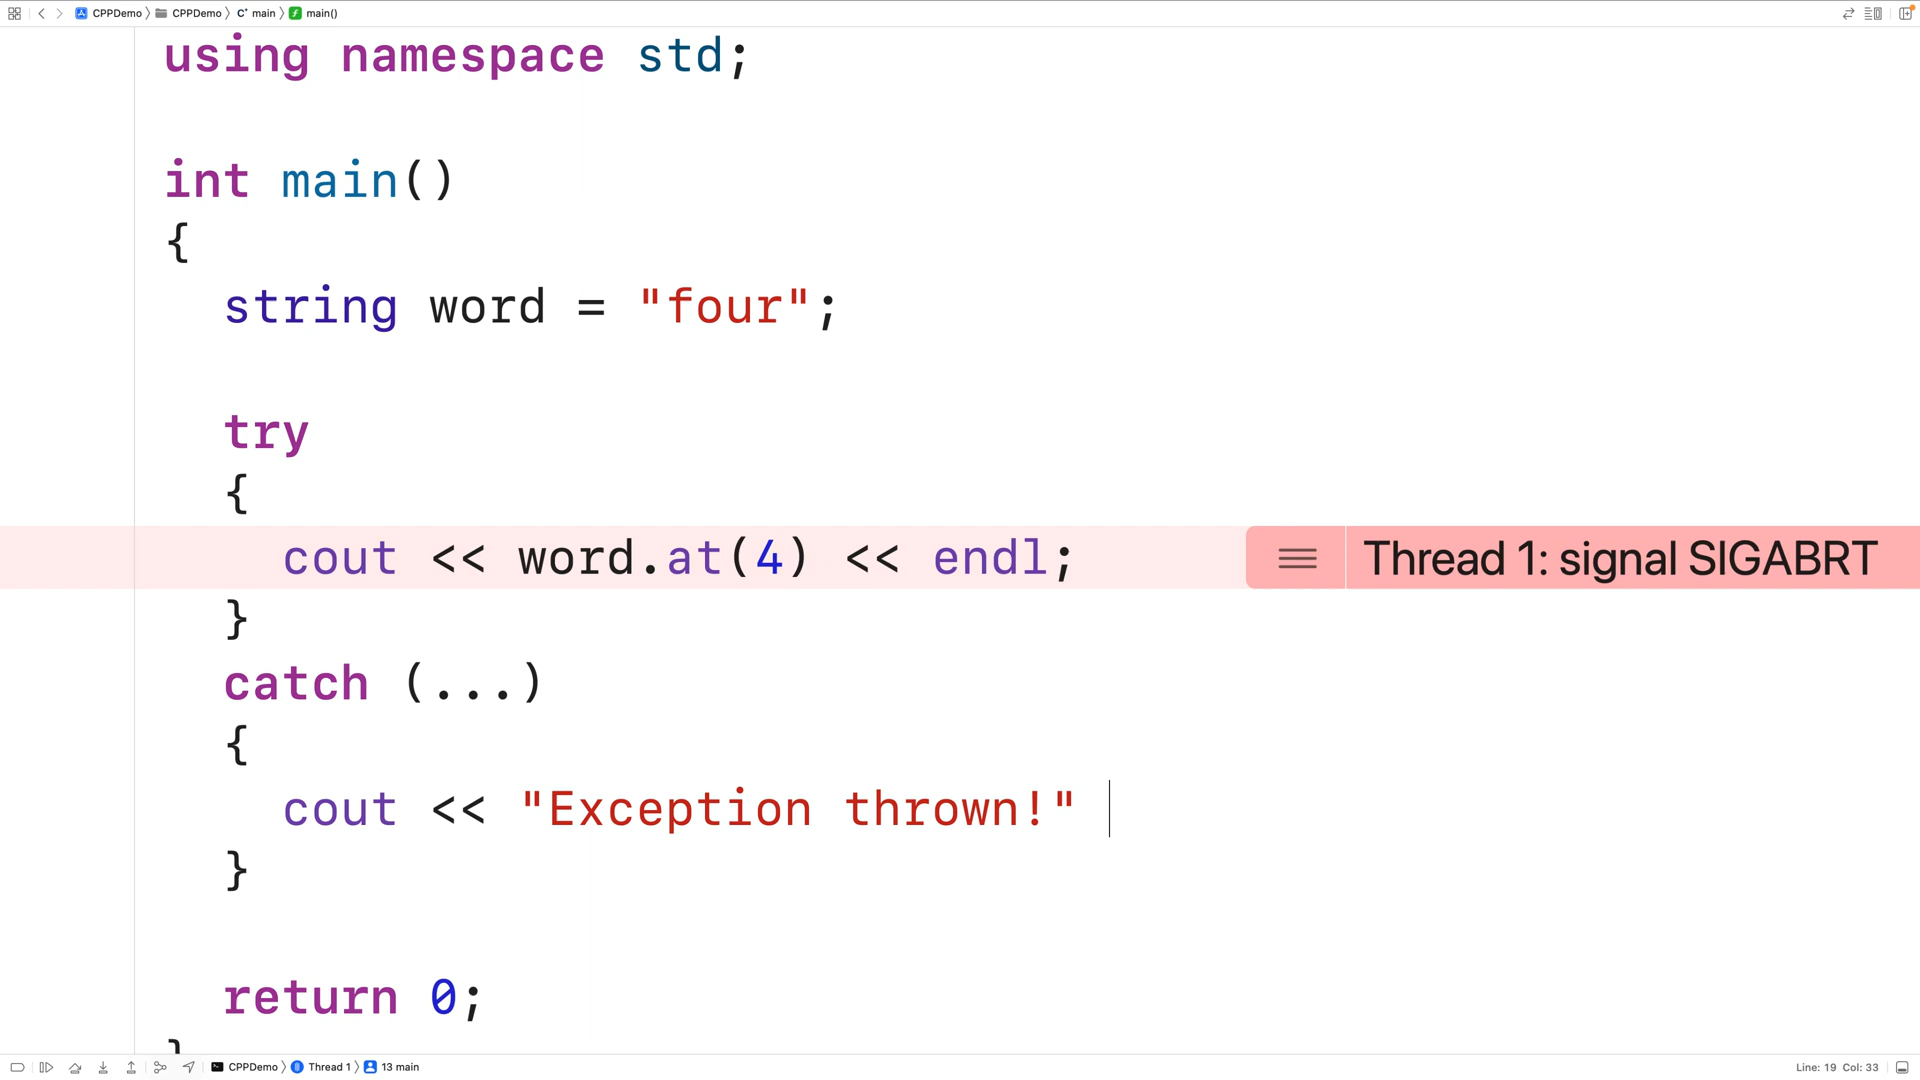 CPPDemo 〉 CPPDemo 〉 C+ main 〉 f main()
using namespace std;
int main()
{
string word = "four";
try
{
cout << word.at(4) << endl;
Thread 1: signal SIGABRT
}
catch (...)
{
cout << "Exception thrown!"
}
return 0;
}
CPPDemo 〉 Thread 1 〉 13 main
Line: 19 Col: 33